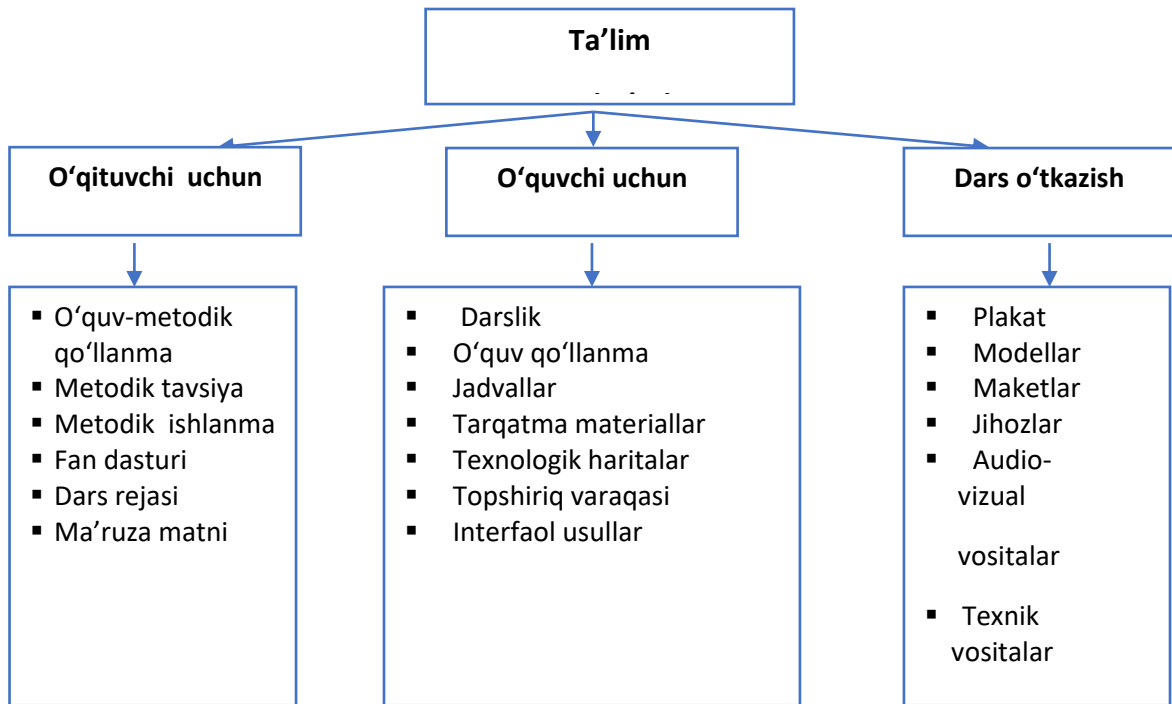 Ta’lim
O‘qituvchi uchun
O‘quvchi uchun
Dars o‘tkazish
▪ O‘quv-metodik
qo‘llanma
▪ Metodik tavsiya
▪ Metodik ishlanma
▪ Fan dasturi
▪ Dars rejasi
▪ Ma’ruza matni
▪ Darslik
▪ O‘quv qo‘llanma
▪ Jadvallar
▪ Tarqatma materiallar
▪ Texnologik haritalar
▪ Topshiriq varaqasi
▪ Interfaol usullar
▪ Plakat
▪ Modellar
▪ Maketlar
▪ Jihozlar
▪ Audio-
vizual
vositalar
▪ Texnik
vositalar